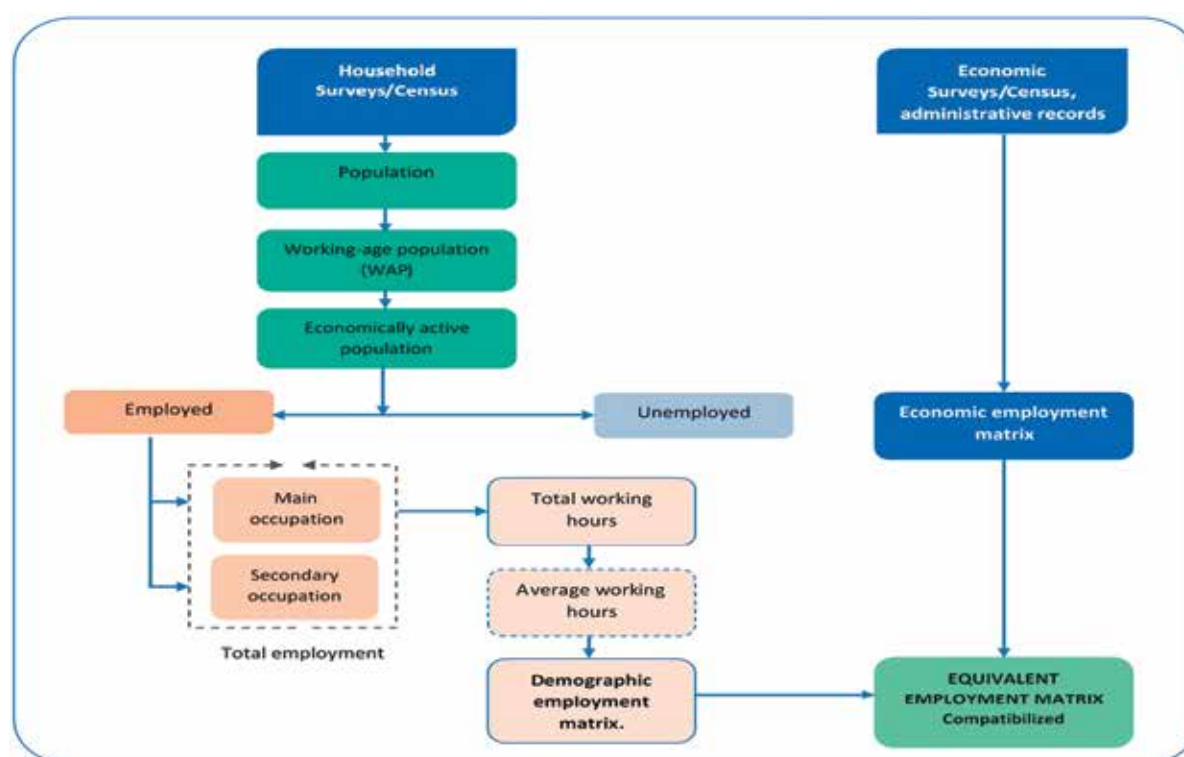 Household
Surveys/Census
Economic
Surveys/Census,
administrative records
Population
Working-age population
(WAP)
Economically active
population
Employed
Unemployed
Economic employment
matrix
Main
occupation
Total working
hours
Secondary
occupation
Average working
hours
Total employment
Demographic
employment
matrix.
EQUIVALENT
EMPLOYMENT MATRIX
Compatibilized